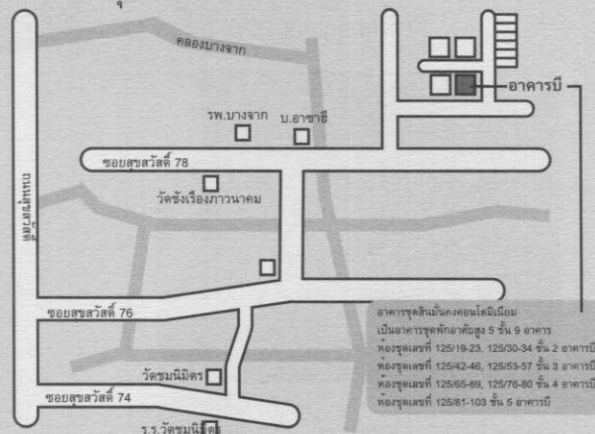 คลองบางจาก
อาคารบี
รพ.บางจาก
บ.อาซาฮี
ซอยสุขสวัสดิ์ 78
วัดชังเรืองภาวนาคม
ถนนสุขสวัสดิ์
ซอยสุขสวัสดิ์ 76
อาคารชุดสินมั่นคงคอนโดมิเนียม
เป็นอาคารชุดพักอาศัยสูง 5 ชั้น 9 อาคาร
ห้องชุดเลขที่ 125/19-23, 125/30-34 ชั้น 2 อาคารบี
ห้องชุดเลขที่ 125/42-46, 125/53-57 ชั้น 3 อาคารบี
ห้องชุดเลขที่ 125/65-69, 125/76-80 ชั้น 4 อาคารบี
ห้องชุดเลขที่ 125/81-103 ชั้น 5 อาคารบี
วัดชมนิมิตร
ซอยสุขสวัสดิ์ 74
ร.ร.วัดชมนิมิตร